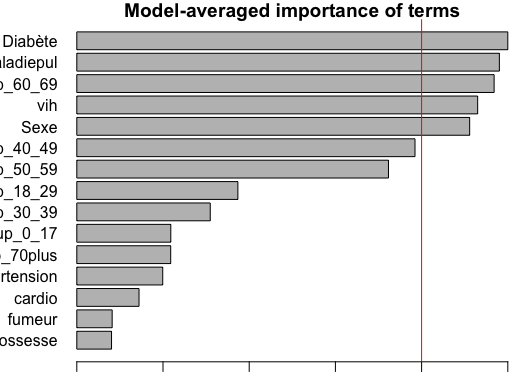 Model-averaged importance of terms
Diabète
aladiepul
p_60_69
vih
Sexe
p_40_49
p_50_59
p_18_29
p_30_39
up_0_17
p_70plus
rtension
cardio
fumeur
ossesse